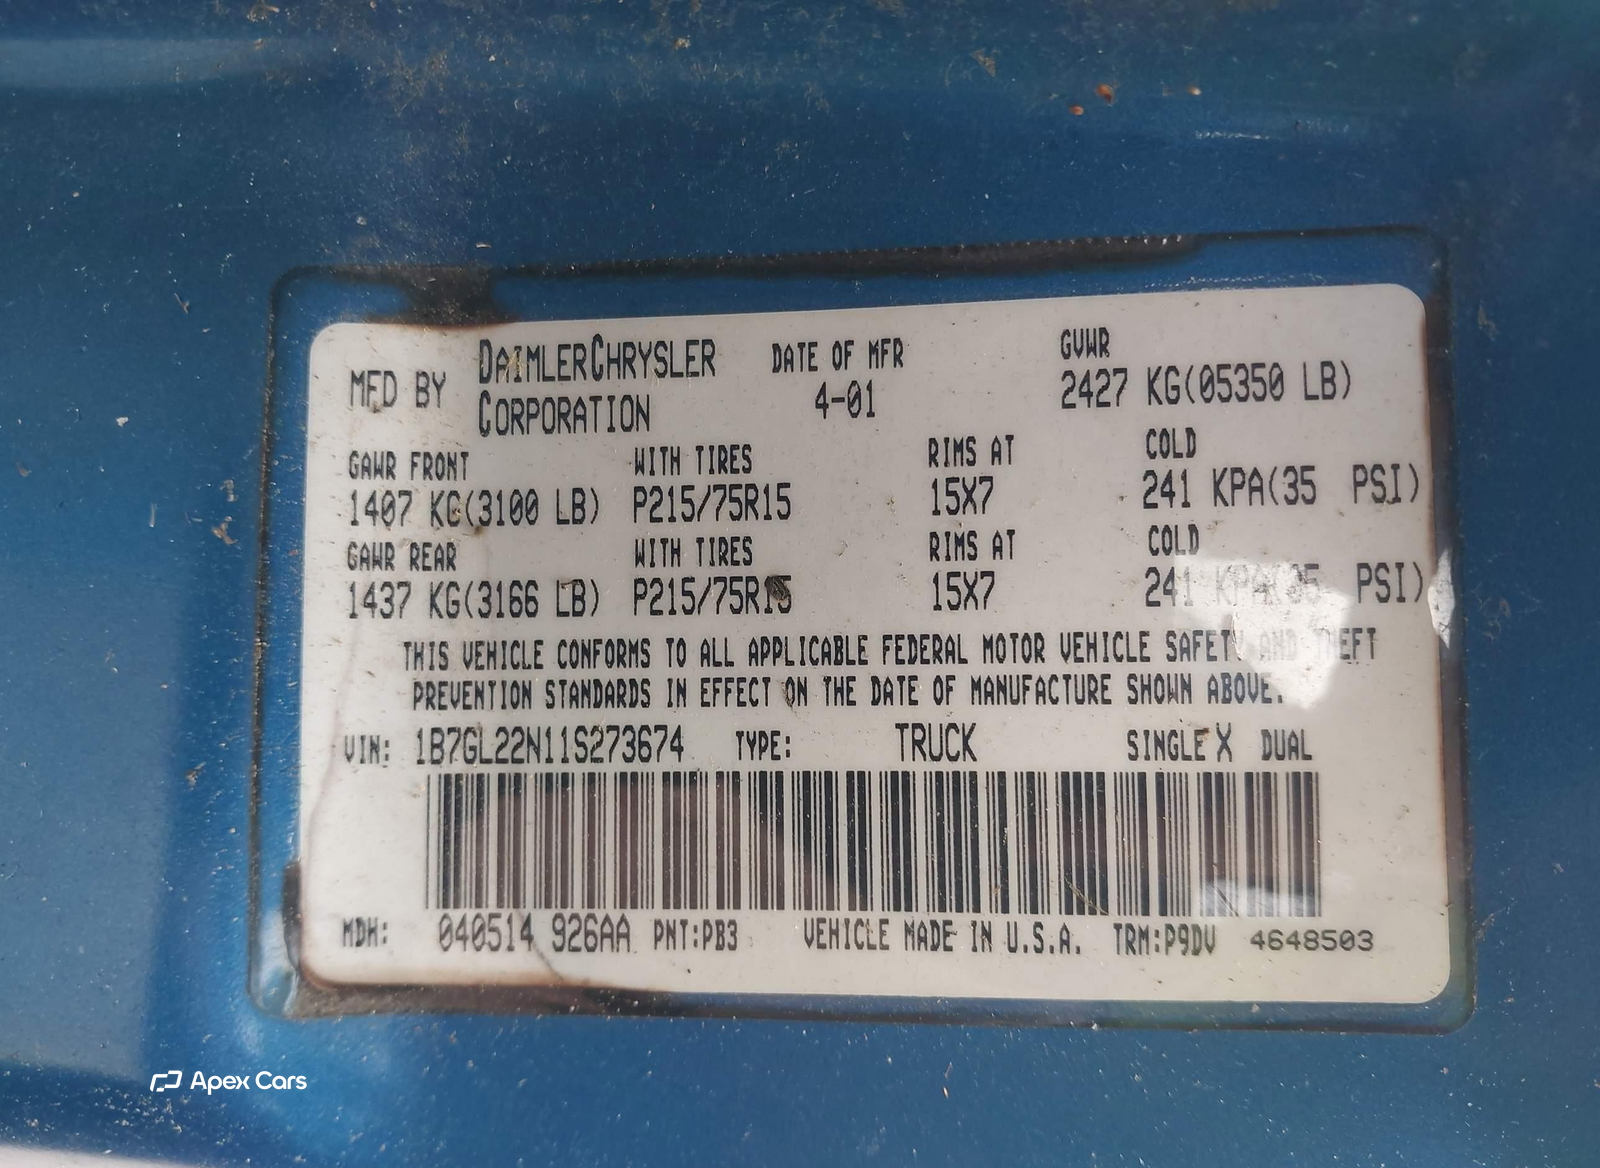 MFD BY DAIMLERCHRYSLER CORPORATION DATE OF MFR 4-01 GVWR 2427 KG(05350 LB)
GAWR FRONT WITH TIRES RIMS AT COLD
1407 KG(3100 LB) P215/75R15 15X7 241 KPA(35 PSI)
GAWR REAR WITH TIRES RIMS AT COLD
1437 KG(3166 LB) P215/75R15 15X7 241 KPA(35 PSI)
THIS VEHICLE CONFORMS TO ALL APPLICABLE FEDERAL MOTOR VEHICLE SAFETY AND THEFT
PREVENTION STANDARDS IN EFFECT ON THE DATE OF MANUFACTURE SHOWN ABOVE.
VIN: 1B7GL22N11S273674 TYPE: TRUCK SINGLE X DUAL
MDH: 040514 926AA PNT:PB3 VEHICLE MADE IN U.S.A. TRM:P9DV 4648503
Apex Cars